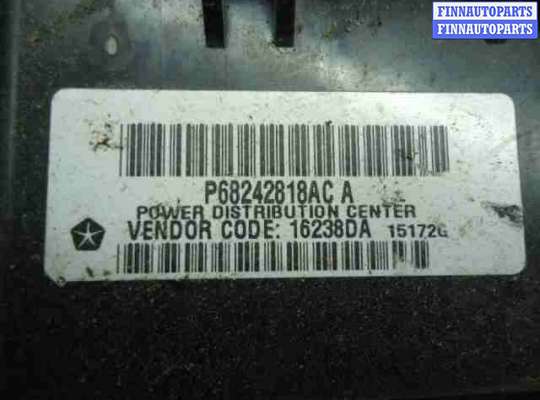 FINNAUTOPARTS
FINNAUTOPARTS
P68242818AC A
POWER DISTRIBUTION CENTER
VENDOR CODE: 16238DA 15172G